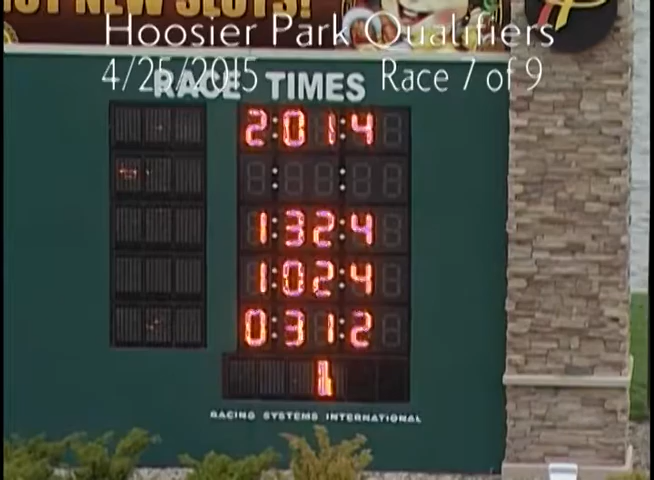 HOT NEW SLOTS!
Hoosier Park Qualifiers
4/25/2015 Race 7 of 9
RACE TIMES
2:01:4
1:32:4
1:02:4
0:31:2
1
RACING SYSTEMS INTERNATIONAL